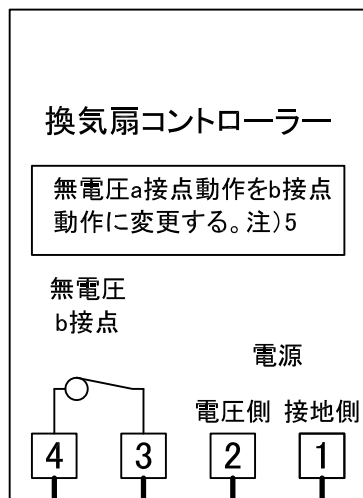 換気扇コントローラー
無電圧a接点動作をb接点
動作に変更する。注)5
無電圧
b接点
電源
電圧側 接地側
4 3 2 1